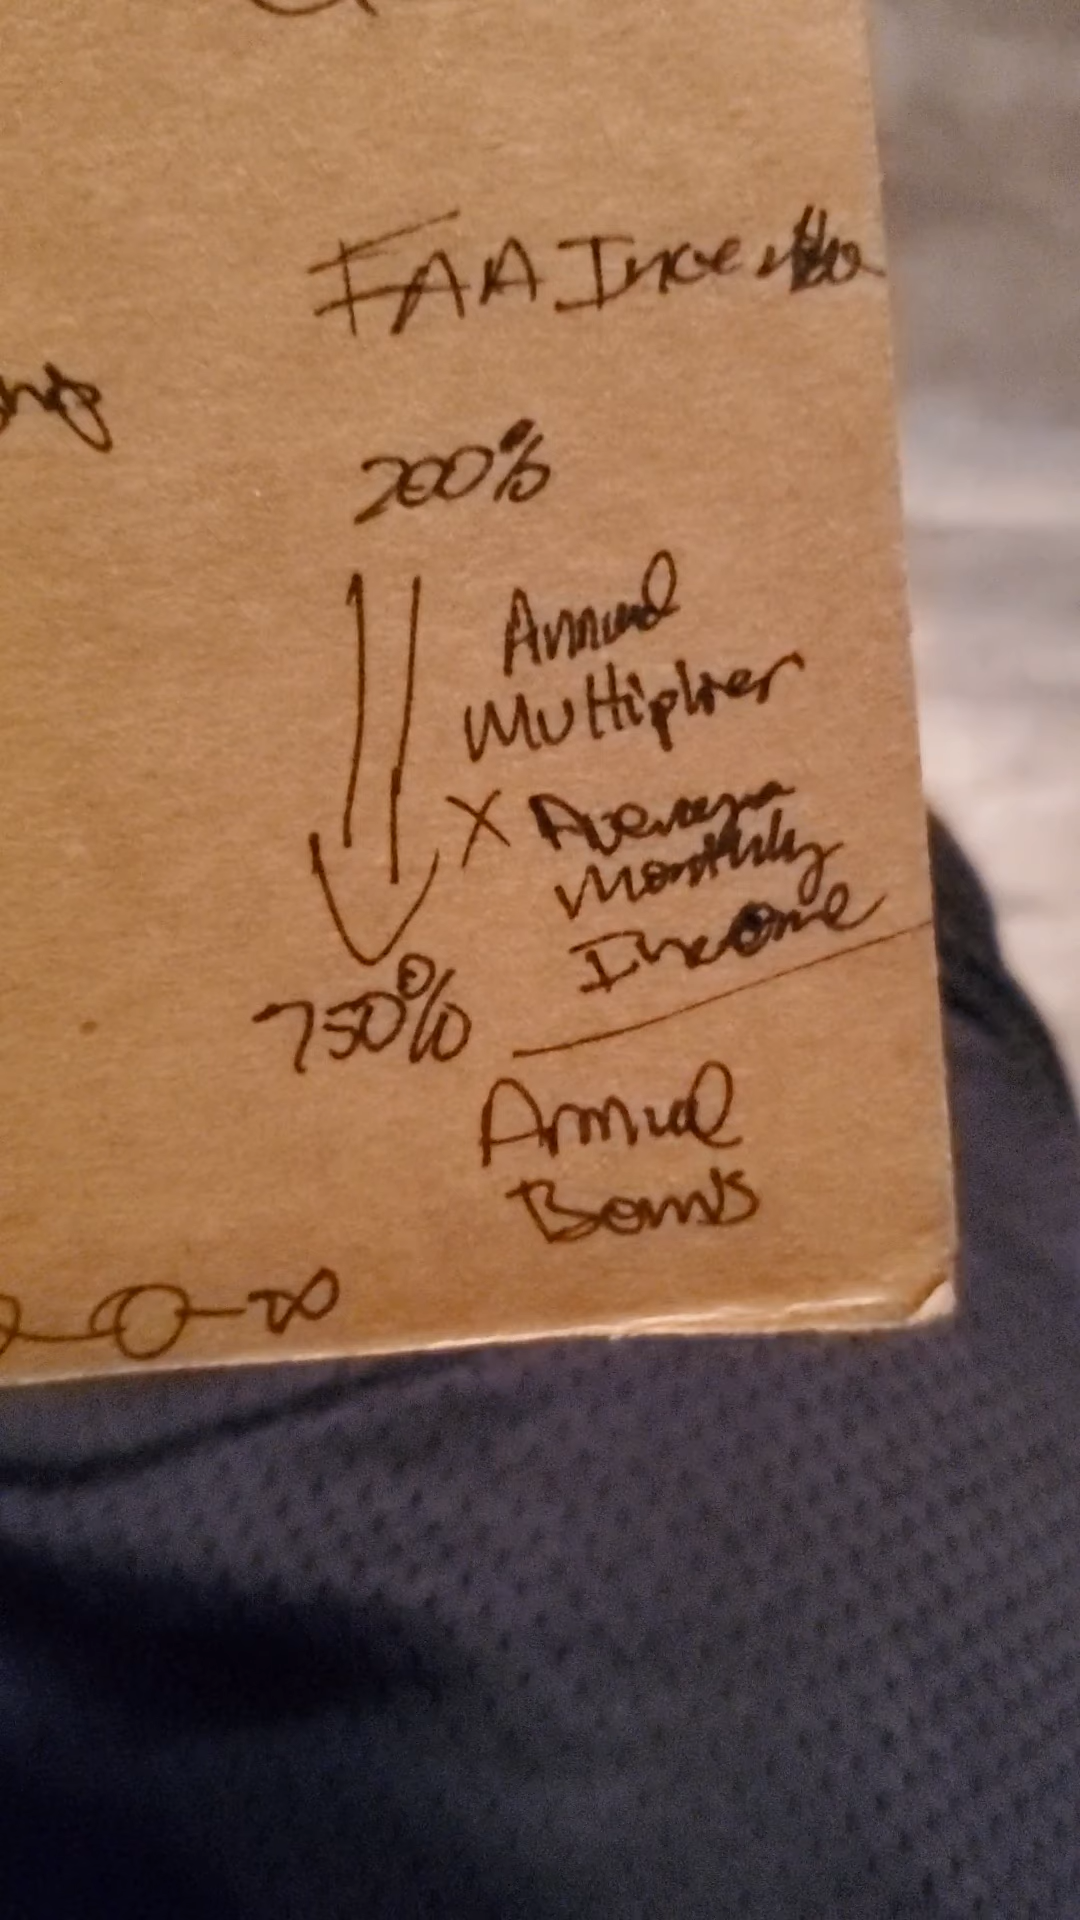 FAA Incentive
200%
Annual
Multiplier
X Average
Monthly
Income
750%
Annual
Bonus